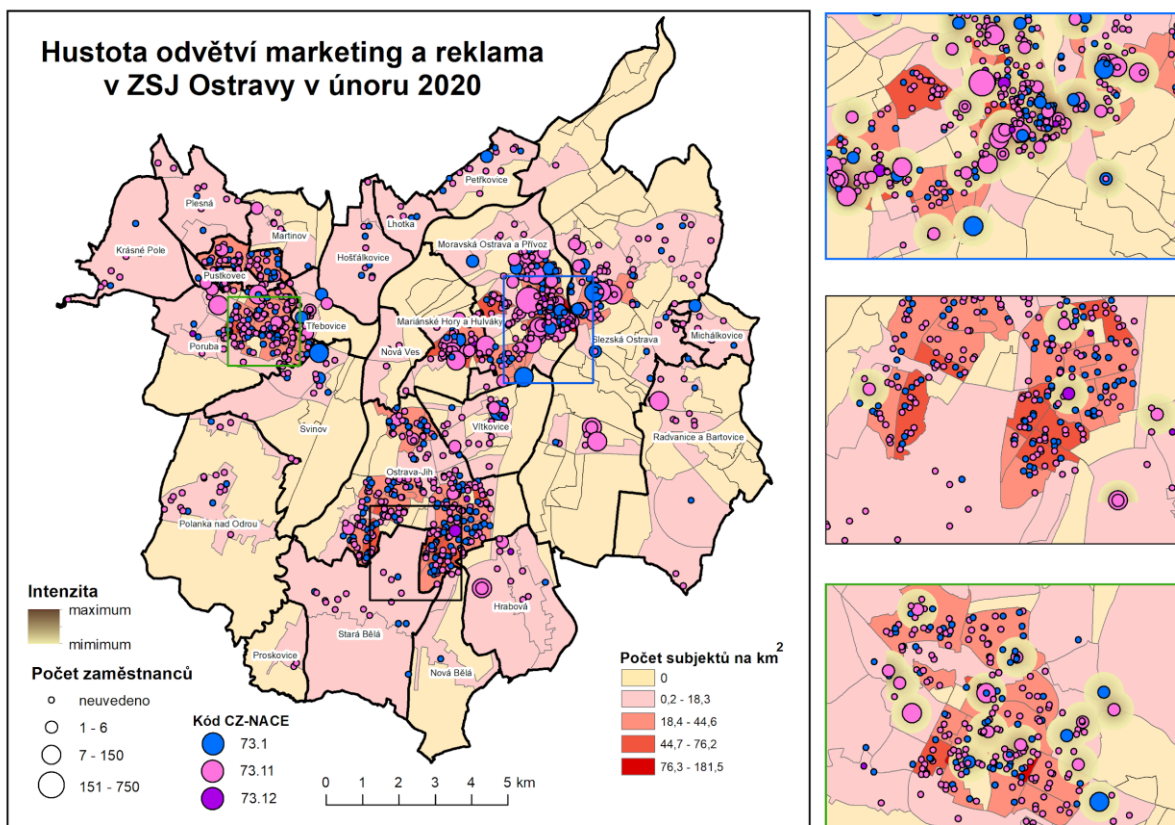 Hustota odvětví marketing a reklama
v ZSJ Ostravy v únoru 2020
Petřkovice
Plesná
Lhotka
Martinov
Krásné Pole
Hošťálkovice
Moravská Ostrava a Přívoz
Pustkovec
Mariánské Hory a Hulváky
Třebovice
Poruba
Nová Ves
Slezská Ostrava
Michálkovice
Svinov
Vítkovice
Radvanice a Bartovice
Ostrava-Jih
Polanka nad Odrou
Hrabová
Stará Bělá
Proskovice
Nová Bělá
Intenzita
maximum
mimimum
Počet zaměstnanců
neuvedeno
1 - 6
7 - 150
151 - 750
Kód CZ-NACE
73.1
73.11
73.12
0 1 2 3 4 5 km
Počet subjektů na km²
0
0,2 - 18,3
18,4 - 44,6
44,7 - 76,2
76,3 - 181,5